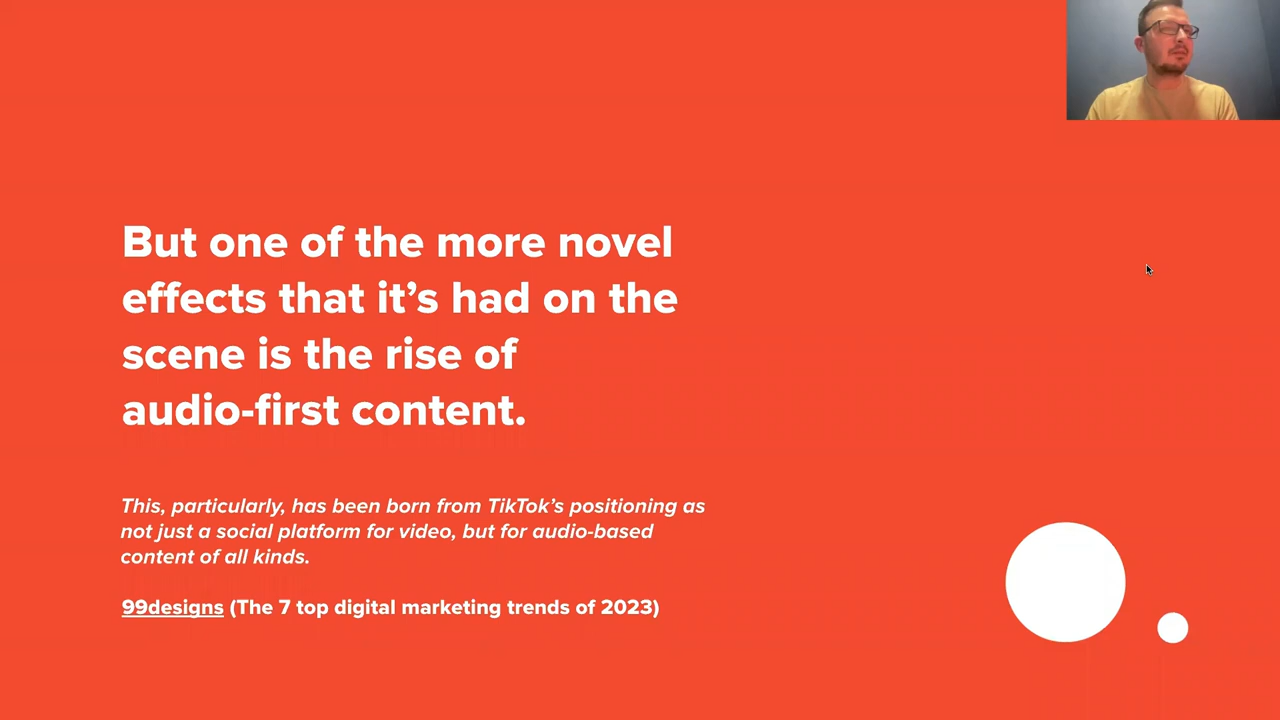 But one of the more novel
effects that it’s had on the
scene is the rise of
audio-first content.
This, particularly, has been born from TikTok’s positioning as
not just a social platform for video, but for audio-based
content of all kinds.
99designs (The 7 top digital marketing trends of 2023)